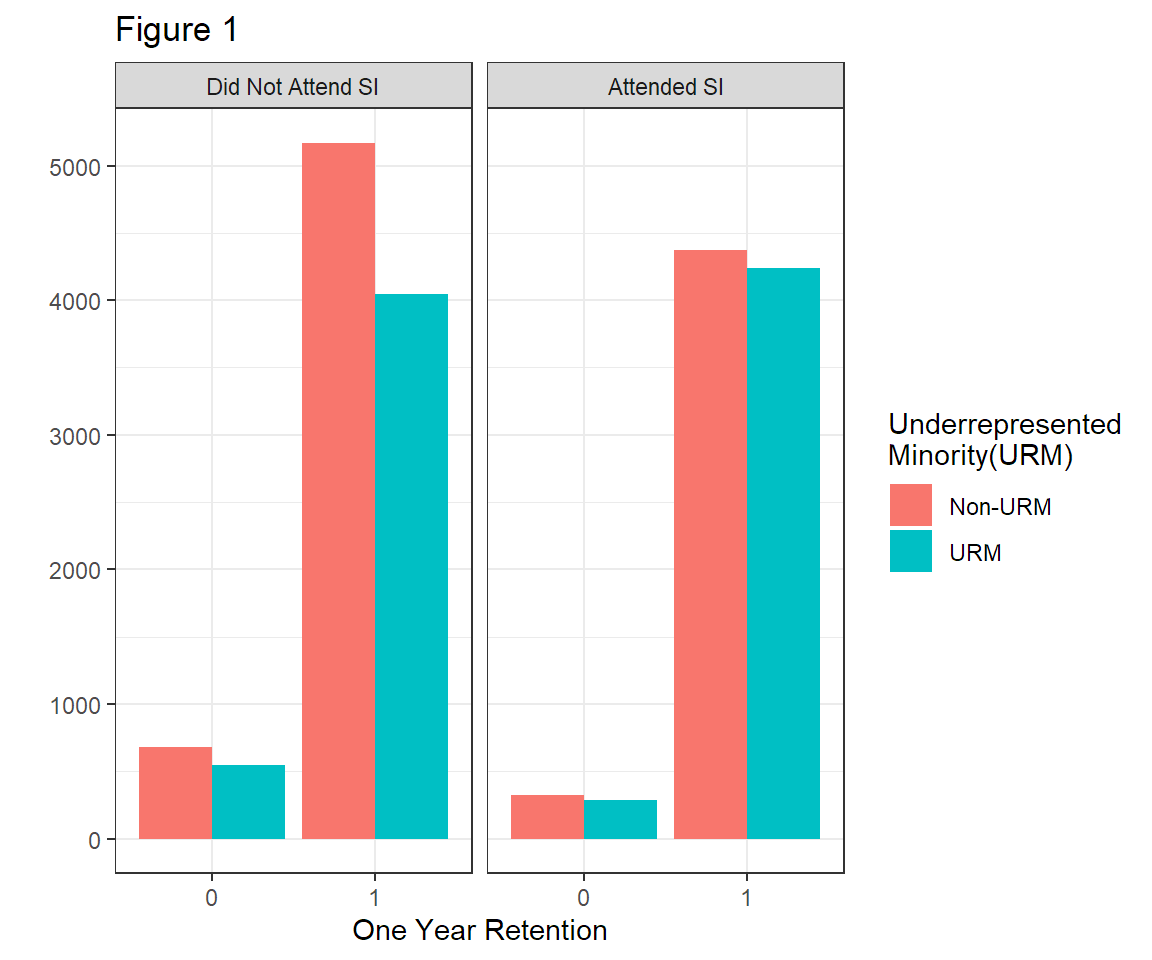 Figure 1
Did Not Attend SI
Attended SI
5000
4000
3000
2000
1000
0
0
1
0
1
One Year Retention
Underrepresented
Minority(URM)
Non-URM
URM